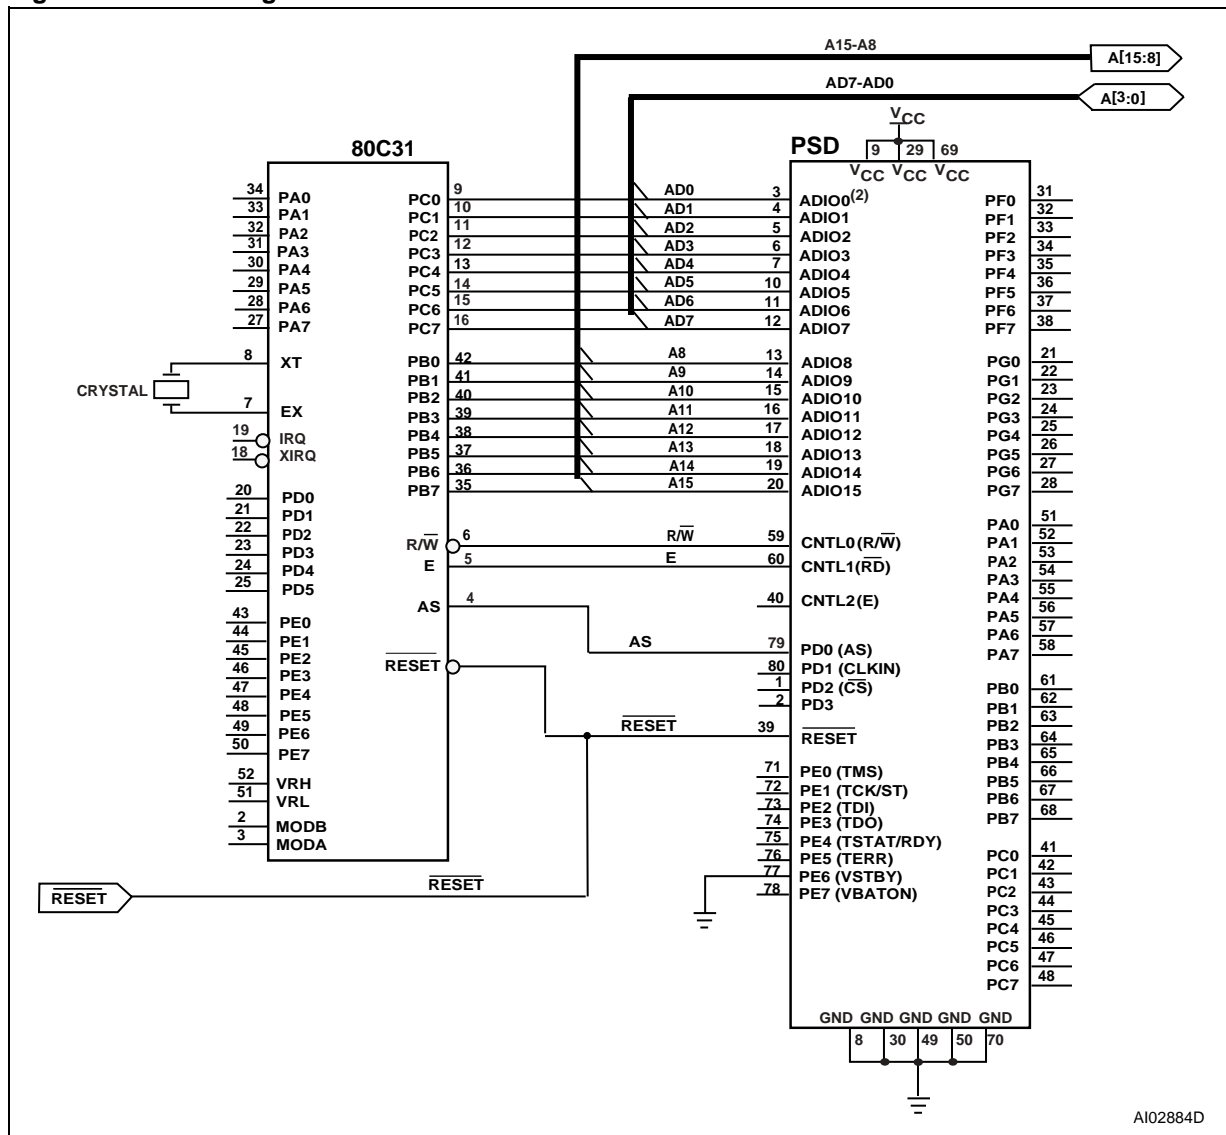 A15-A8
A[15:8]
AD7-AD0
A[3:0]
VCC
80C31
PSD
9 29 69
VCC VCC VCC
34 PA0
33 PA1
32 PA2
31 PA3
30 PA4
29 PA5
28 PA6
27 PA7
8 XT
CRYSTAL
7 EX
19 IRQ
18 XIRQ
20 PD0
21 PD1
22 PD2
23 PD3
24 PD4
25 PD5
43 PE0
44 PE1
45 PE2
46 PE3
47 PE4
48 PE5
49 PE6
50 PE7
52 VRH
51 VRL
2 MODB
3 MODA
PC0 9 AD0 3 ADIO0(2)
PC1 10 AD1 4 ADIO1
PC2 11 AD2 5 ADIO2
PC3 12 AD3 6 ADIO3
PC4 13 AD4 7 ADIO4
PC5 14 AD5 10 ADIO5
PC6 15 AD6 11 ADIO6
PC7 16 AD7 12 ADIO7
PB0 42 A8 13 ADIO8
PB1 41 A9 14 ADIO9
PB2 40 A10 15 ADIO10
PB3 39 A11 16 ADIO11
PB4 38 A12 17 ADIO12
PB5 37 A13 18 ADIO13
PB6 36 A14 19 ADIO14
PB7 35 A15 20 ADIO15
R/W 6 R/W 59 CNTL0 (R/W)
E 5 E 60 CNTL1 (RD)
40 CNTL2 (E)
AS 4 AS 79 PD0 (AS)
80 PD1 (CLKIN)
1 PD2 (CS)
2 PD3
RESET RESET 39 RESET
71 PE0 (TMS)
72 PE1 (TCK/ST)
73 PE2 (TDI)
74 PE3 (TDO)
75 PE4 (TSTAT/RDY)
76 PE5 (TERR)
77 PE6 (VSTBY)
78 PE7 (VBATON)
RESET RESET
PF0 31
PF1 32
PF2 33
PF3 34
PF4 35
PF5 36
PF6 37
PF7 38
PG0 21
PG1 22
PG2 23
PG3 24
PG4 25
PG5 26
PG6 27
PG7 28
PA0 51
PA1 52
PA2 53
PA3 54
PA4 55
PA5 56
PA6 57
PA7 58
PB0 61
PB1 62
PB2 63
PB3 64
PB4 65
PB5 66
PB6 67
PB7 68
PC0 41
PC1 42
PC2 43
PC3 44
PC4 45
PC5 46
PC6 47
PC7 48
GND GND GND GND GND
8 30 49 50 70
AI02884D